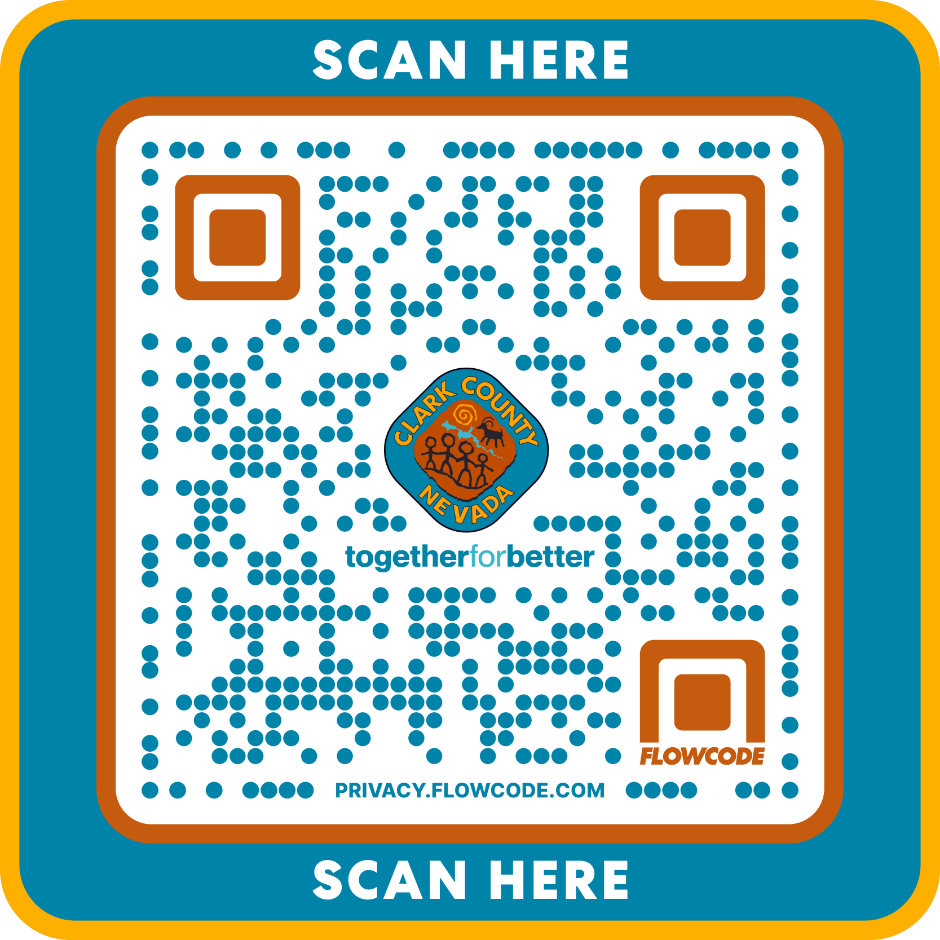 SCAN HERE
CLARK COUNTY
NEVADA
togetherforbetter
FLOWCODE
PRIVACY.FLOWCODE.COM
SCAN HERE